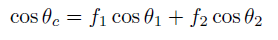 cos θ_c = f_1 cos θ_1 + f_2 cos θ_2